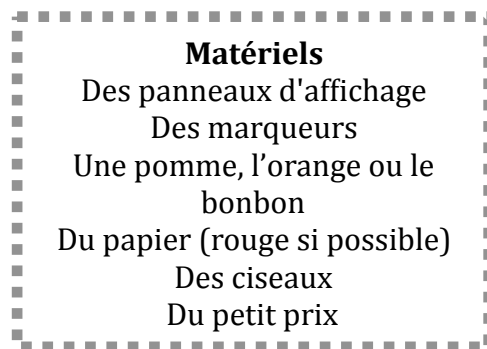 Matériels
Des panneaux d'affichage
Des marqueurs
Une pomme, l’orange ou le
bonbon
Du papier (rouge si possible)
Des ciseaux
Du petit prix